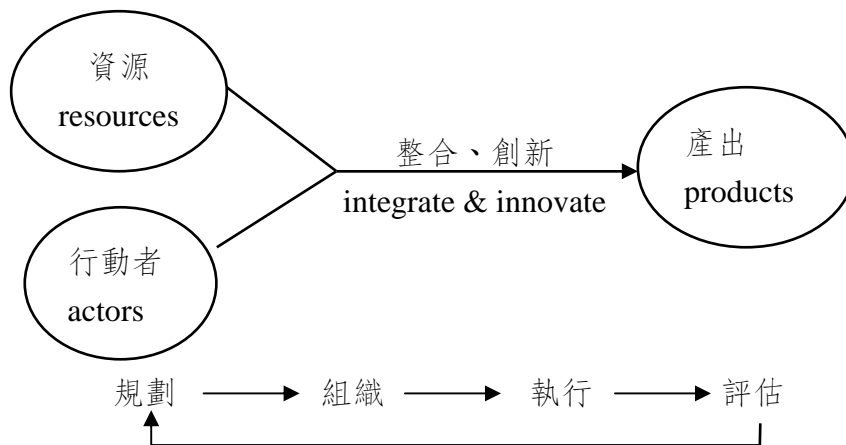 資源
resources
整合、創新
integrate & innovate
產出
products
行動者
actors
規劃 組織 執行 評估